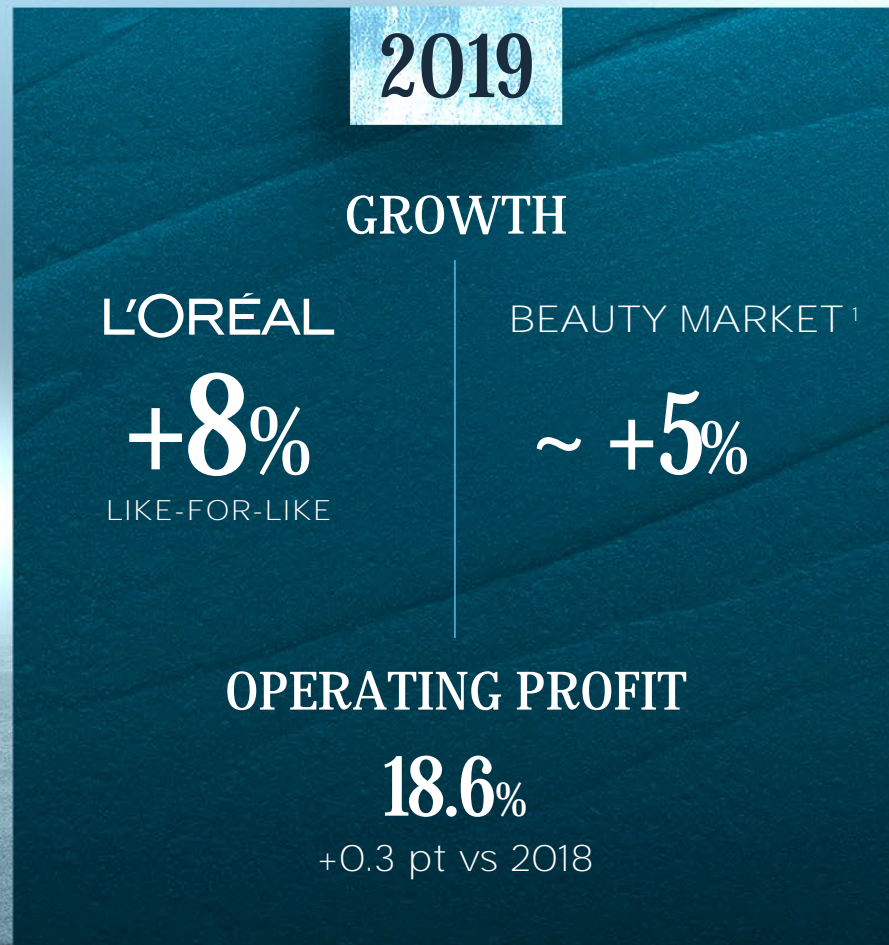 2019
GROWTH
L'ORÉAL
+8%
LIKE-FOR-LIKE
BEAUTY MARKET 1
~ +5%
OPERATING PROFIT
18.6%
+0.3 pt vs 2018